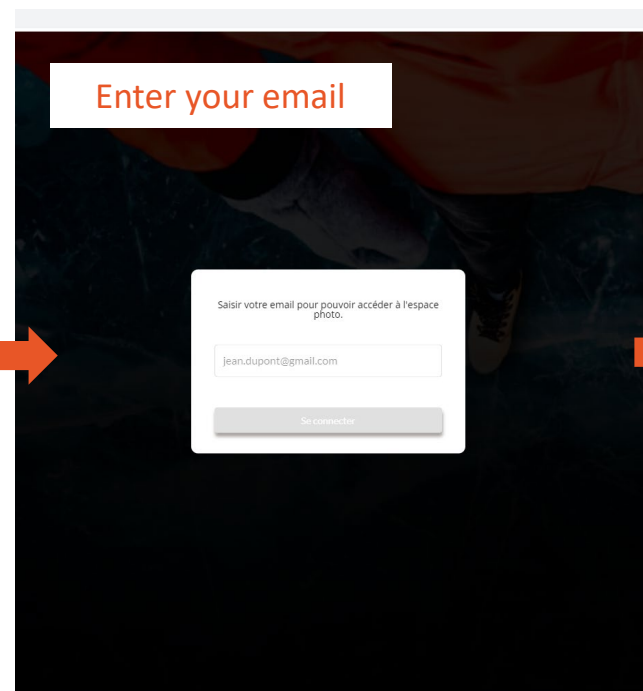 Enter your email
Saisir votre email pour pouvoir accéder à l'espace
photo.
jean.dupont@gmail.com
Se connecter